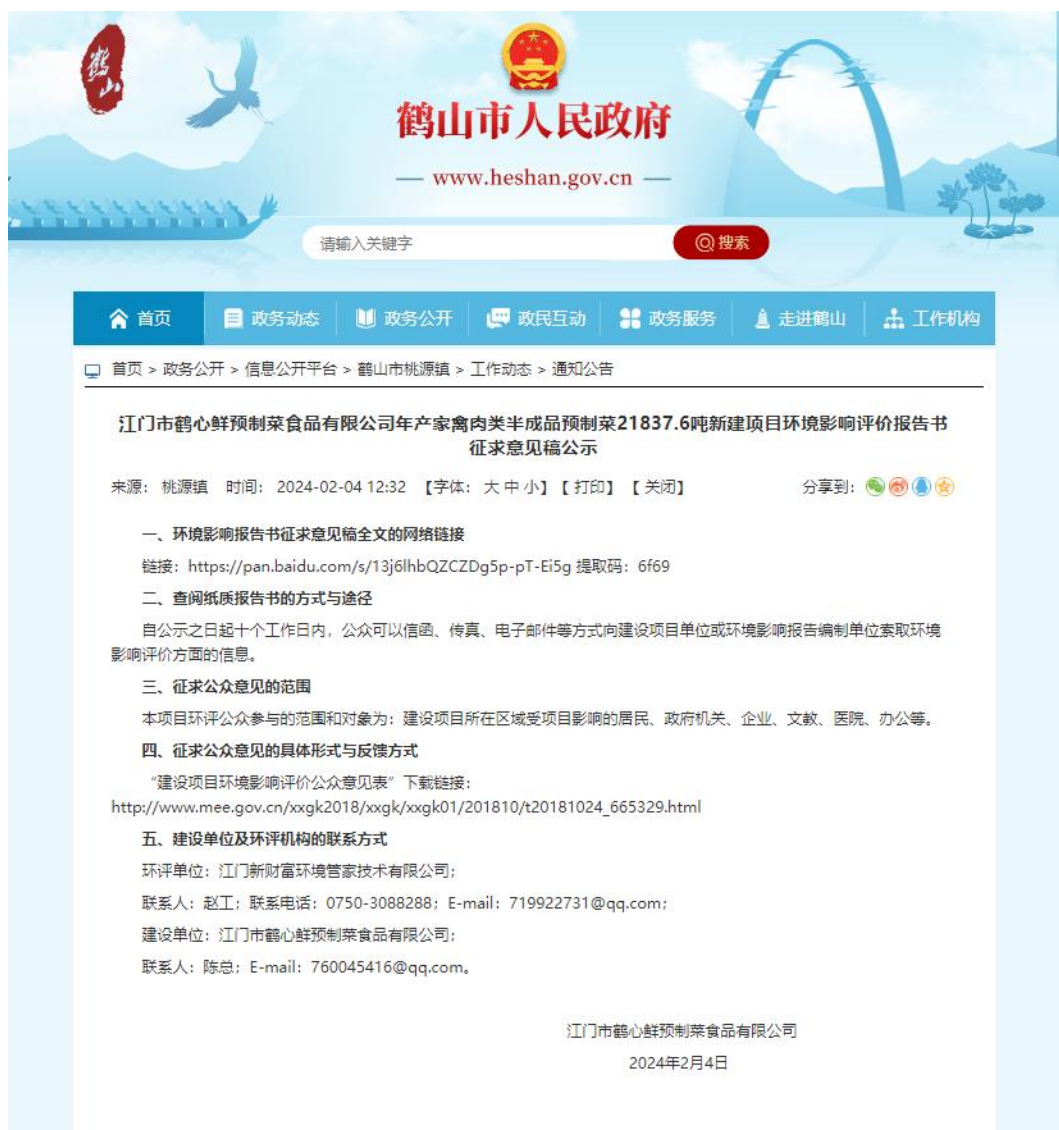 鹤山
鹤山市人民政府
— www.heshan.gov.cn —
请输入关键字
搜索
首页 政务动态 政务公开 政民互动 政务服务 走进鹤山 工作机构
首页 > 政务公开 > 信息公开平台 > 鹤山市桃源镇 > 工作动态 > 通知公告
江门市鹤心鲜预制菜食品有限公司年产家禽肉类半成品预制菜21837.6吨新建项目环境影响评价报告书
征求意见稿公示
来源： 桃源镇 时间： 2024-02-04 12:32 【字体： 大 中 小】【 打印】 【 关闭】 分享到：
一、环境影响报告书征求意见稿全文的网络链接
链接：https://pan.baidu.com/s/13j6lhbQZCZDg5p-pT-Ei5g 提取码：6f69
二、查阅纸质报告书的方式与途径
自公示之日起十个工作日内，公众可以信函、传真、电子邮件等方式向建设项目单位或环境影响报告编制单位索取环境
影响评价方面的信息。
三、征求公众意见的范围
本项目环评公众参与的范围和对象为：建设项目所在区域受项目影响的居民、政府机关、企业、文教、医院、办公等。
四、征求公众意见的具体形式与反馈方式
“建设项目环境影响评价公众意见表”下载链接：
http://www.mee.gov.cn/xxgk2018/xxgk/xxgk01/201810/t20181024_665329.html
五、建设单位及环评机构的联系方式
环评单位：江门新财富环境管家技术有限公司；
联系人：赵工；联系电话：0750-3088288；E-mail：719922731@qq.com；
建设单位：江门市鹤心鲜预制菜食品有限公司；
联系人：陈总；E-mail：760045416@qq.com。
江门市鹤心鲜预制菜食品有限公司
2024年2月4日